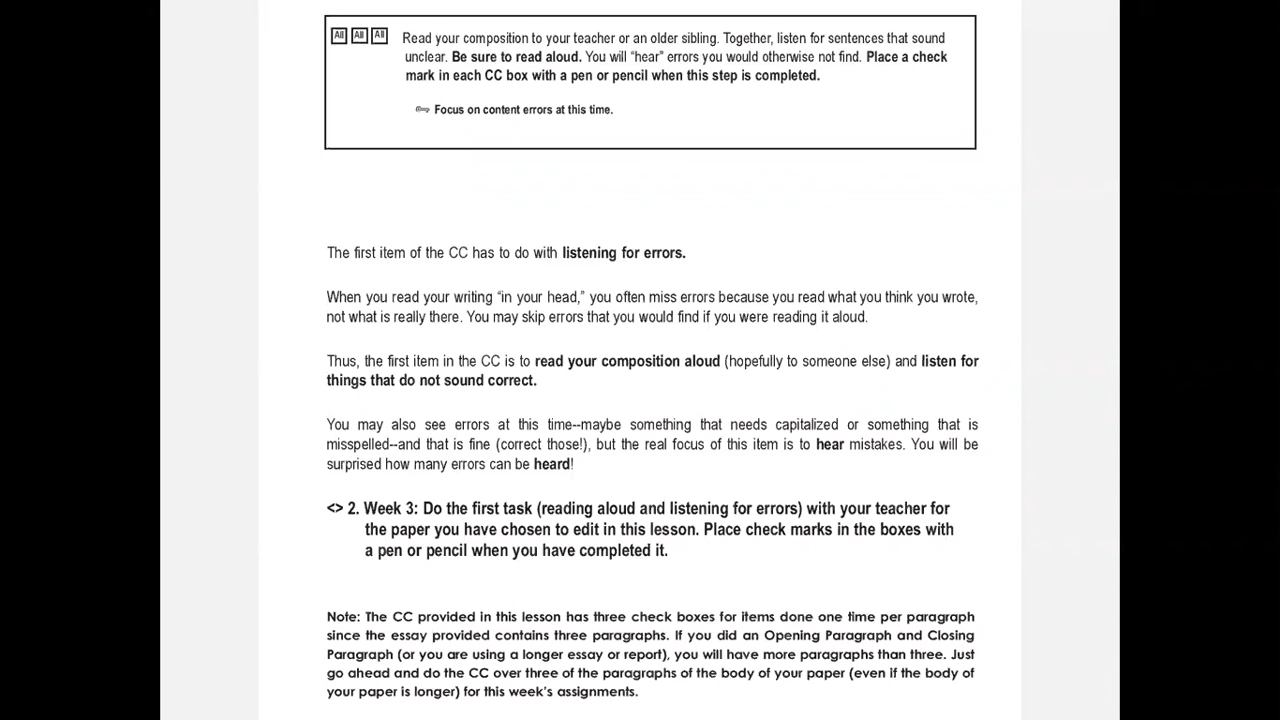 All All All Read your composition to your teacher or an older sibling. Together, listen for sentences that sound
unclear. Be sure to read aloud. You will “hear” errors you would otherwise not find. Place a check
mark in each CC box with a pen or pencil when this step is completed.
Focus on content errors at this time.
The first item of the CC has to do with listening for errors.
When you read your writing “in your head,” you often miss errors because you read what you think you wrote,
not what is really there. You may skip errors that you would find if you were reading it aloud.
Thus, the first item in the CC is to read your composition aloud (hopefully to someone else) and listen for
things that do not sound correct.
You may also see errors at this time--maybe something that needs capitalized or something that is
misspelled--and that is fine (correct those!), but the real focus of this item is to hear mistakes. You will be
surprised how many errors can be heard!
<> 2. Week 3: Do the first task (reading aloud and listening for errors) with your teacher for
the paper you have chosen to edit in this lesson. Place check marks in the boxes with
a pen or pencil when you have completed it.
Note: The CC provided in this lesson has three check boxes for items done one time per paragraph
since the essay provided contains three paragraphs. If you did an Opening Paragraph and Closing
Paragraph (or you are using a longer essay or report), you will have more paragraphs than three. Just
go ahead and do the CC over three of the paragraphs of the body of your paper (even if the body of
your paper is longer) for this week's assignments.